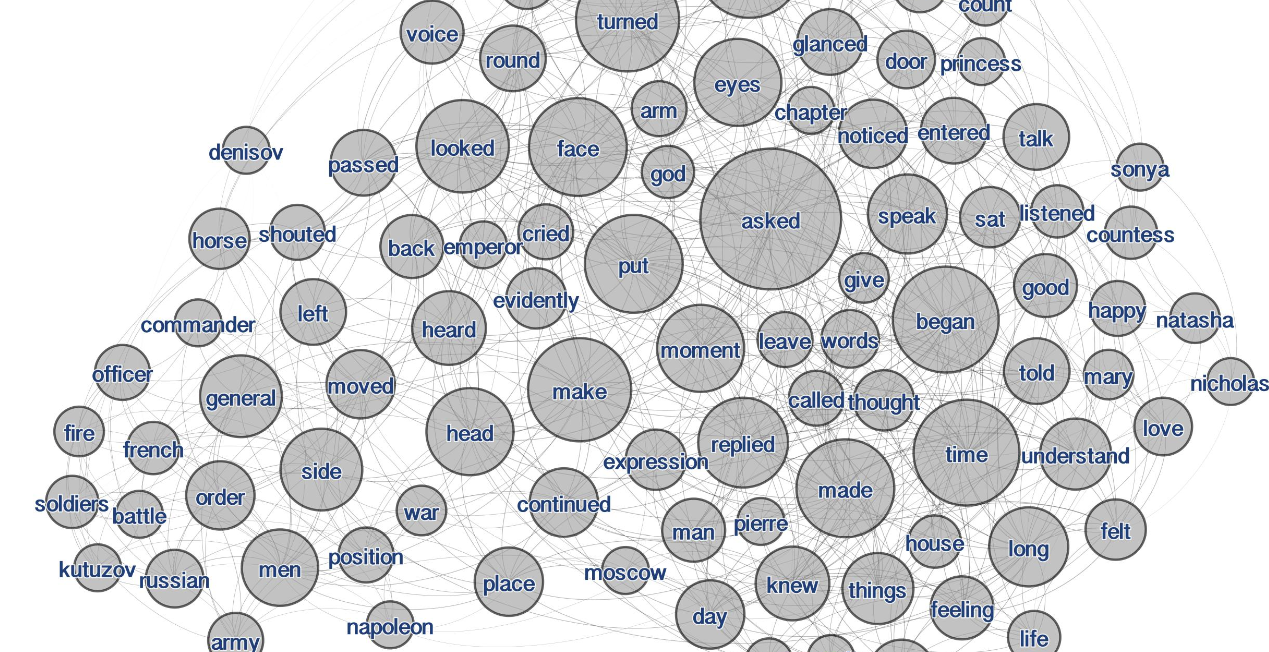 count
turned
voice
glanced
round
door
princess
eyes
arm
chapter
entered
noticed
talk
looked
face
denisov
passed
god
sonya
listened
speak
sat
asked
cried
shouted
countess
horse
back
emperor
put
give
good
evidently
happy
left
natasha
began
commander
heard
leave
words
moment
officer
told
mary
nicholas
moved
make
general
called
thought
love
fire
head
replied
french
time
understand
expression
side
made
order
soldiers
continued
war
battle
pierre
felt
man
house
long
position
kutuzov
men
moscow
russian
place
knew
things
feeling
day
napoleon
life
army